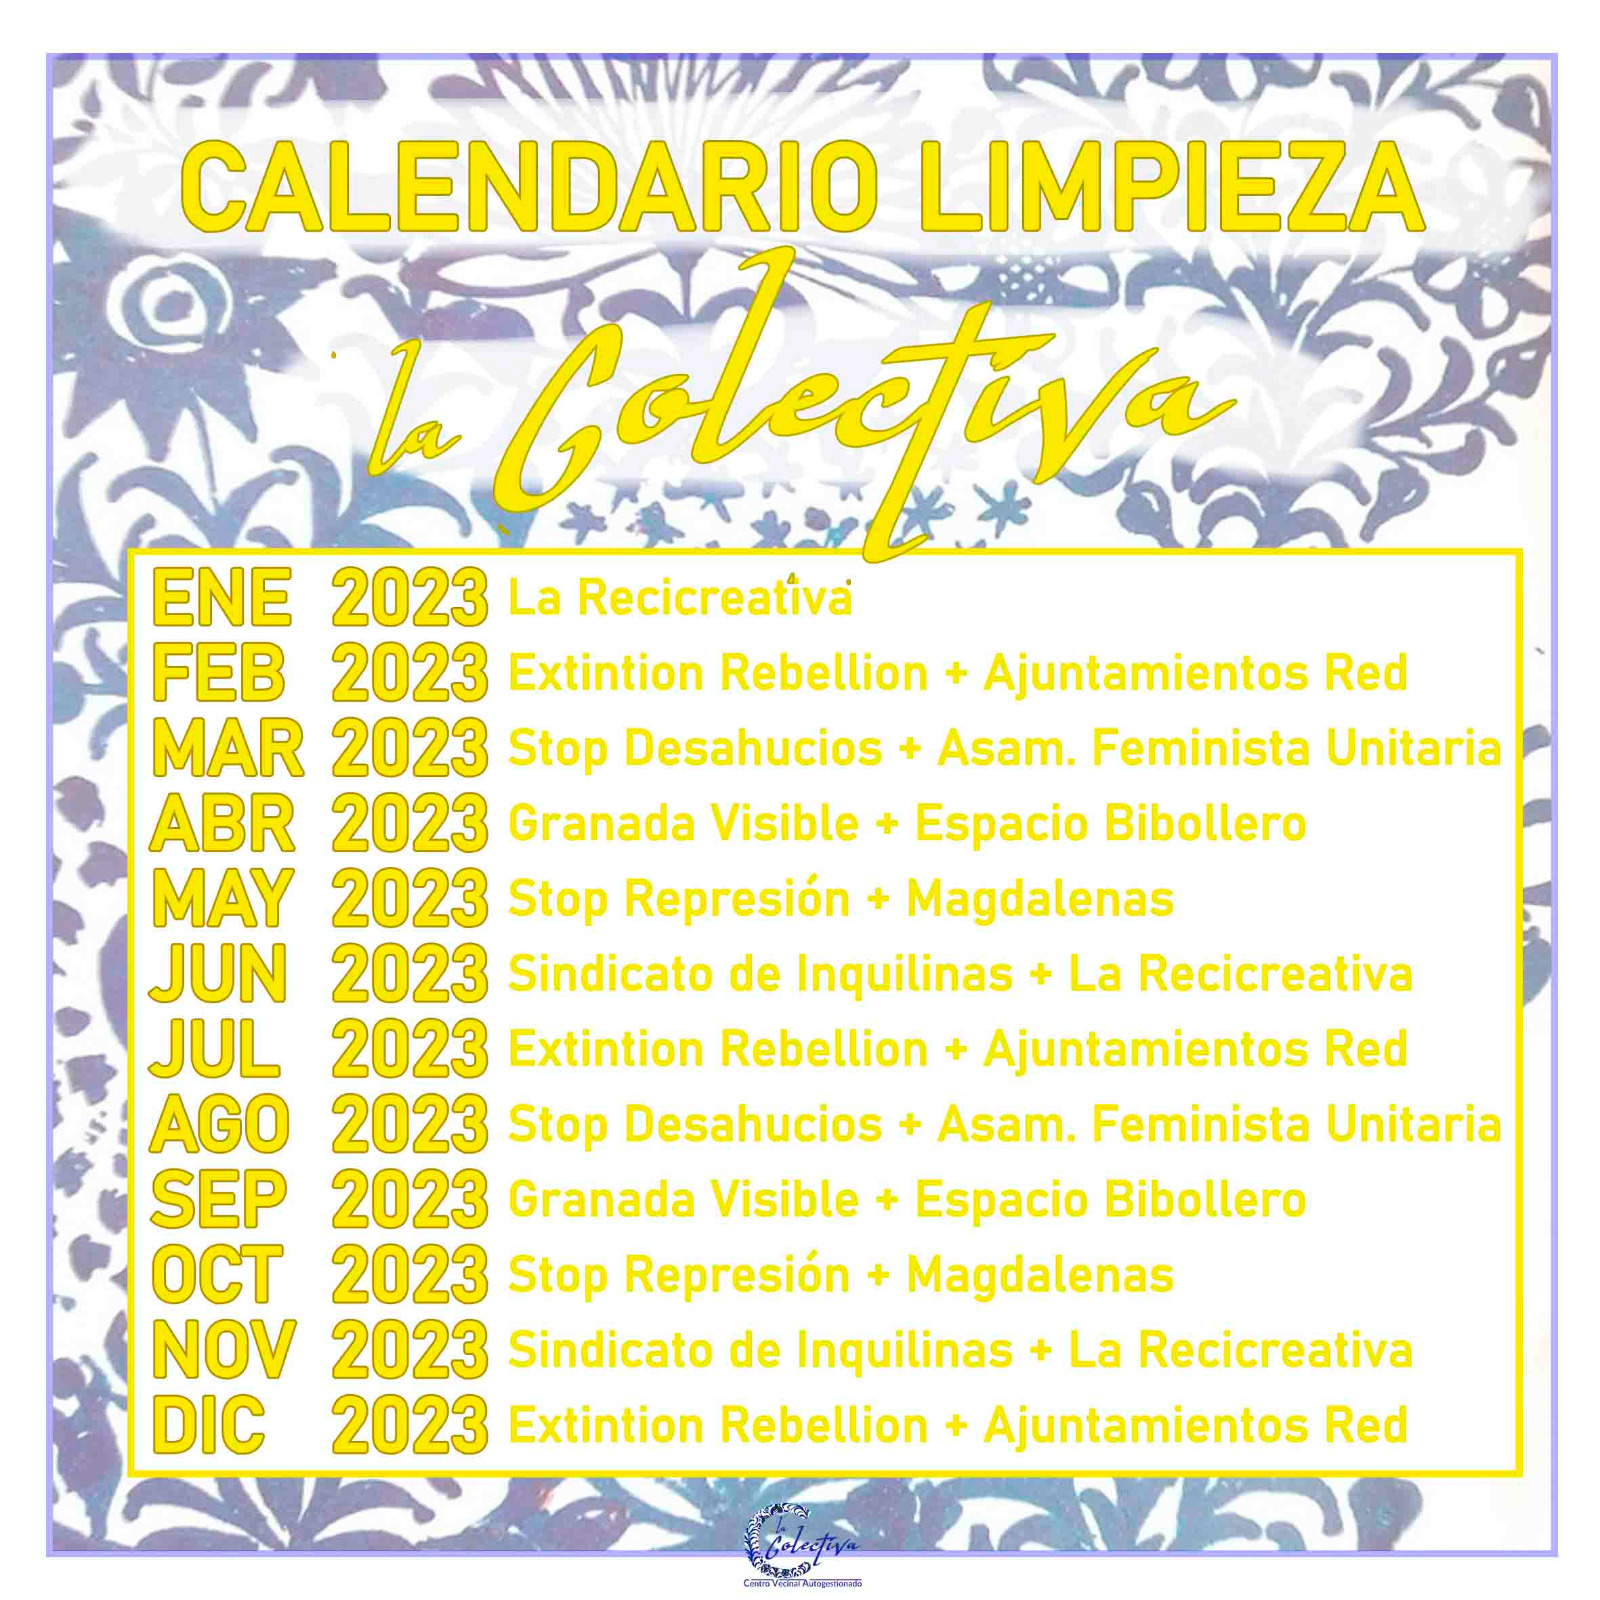 CALENDARIO LIMPIEZA
la Colectiva
ENE 2023 La Recicreativa
FEB 2023 Extintion Rebellion + Ajuntamientos Red
MAR 2023 Stop Desahucios + Asam. Feminista Unitaria
ABR 2023 Granada Visible + Espacio Bibollero
MAY 2023 Stop Represión + Magdalenas
JUN 2023 Sindicato de Inquilinas + La Recicreativa
JUL 2023 Extintion Rebellion + Ajuntamientos Red
AGO 2023 Stop Desahucios + Asam. Feminista Unitaria
SEP 2023 Granada Visible + Espacio Bibollero
OCT 2023 Stop Represión + Magdalenas
NOV 2023 Sindicato de Inquilinas + La Recicreativa
DIC 2023 Extintion Rebellion + Ajuntamientos Red
la
Colectiva
Centro Vecinal Autogestionado